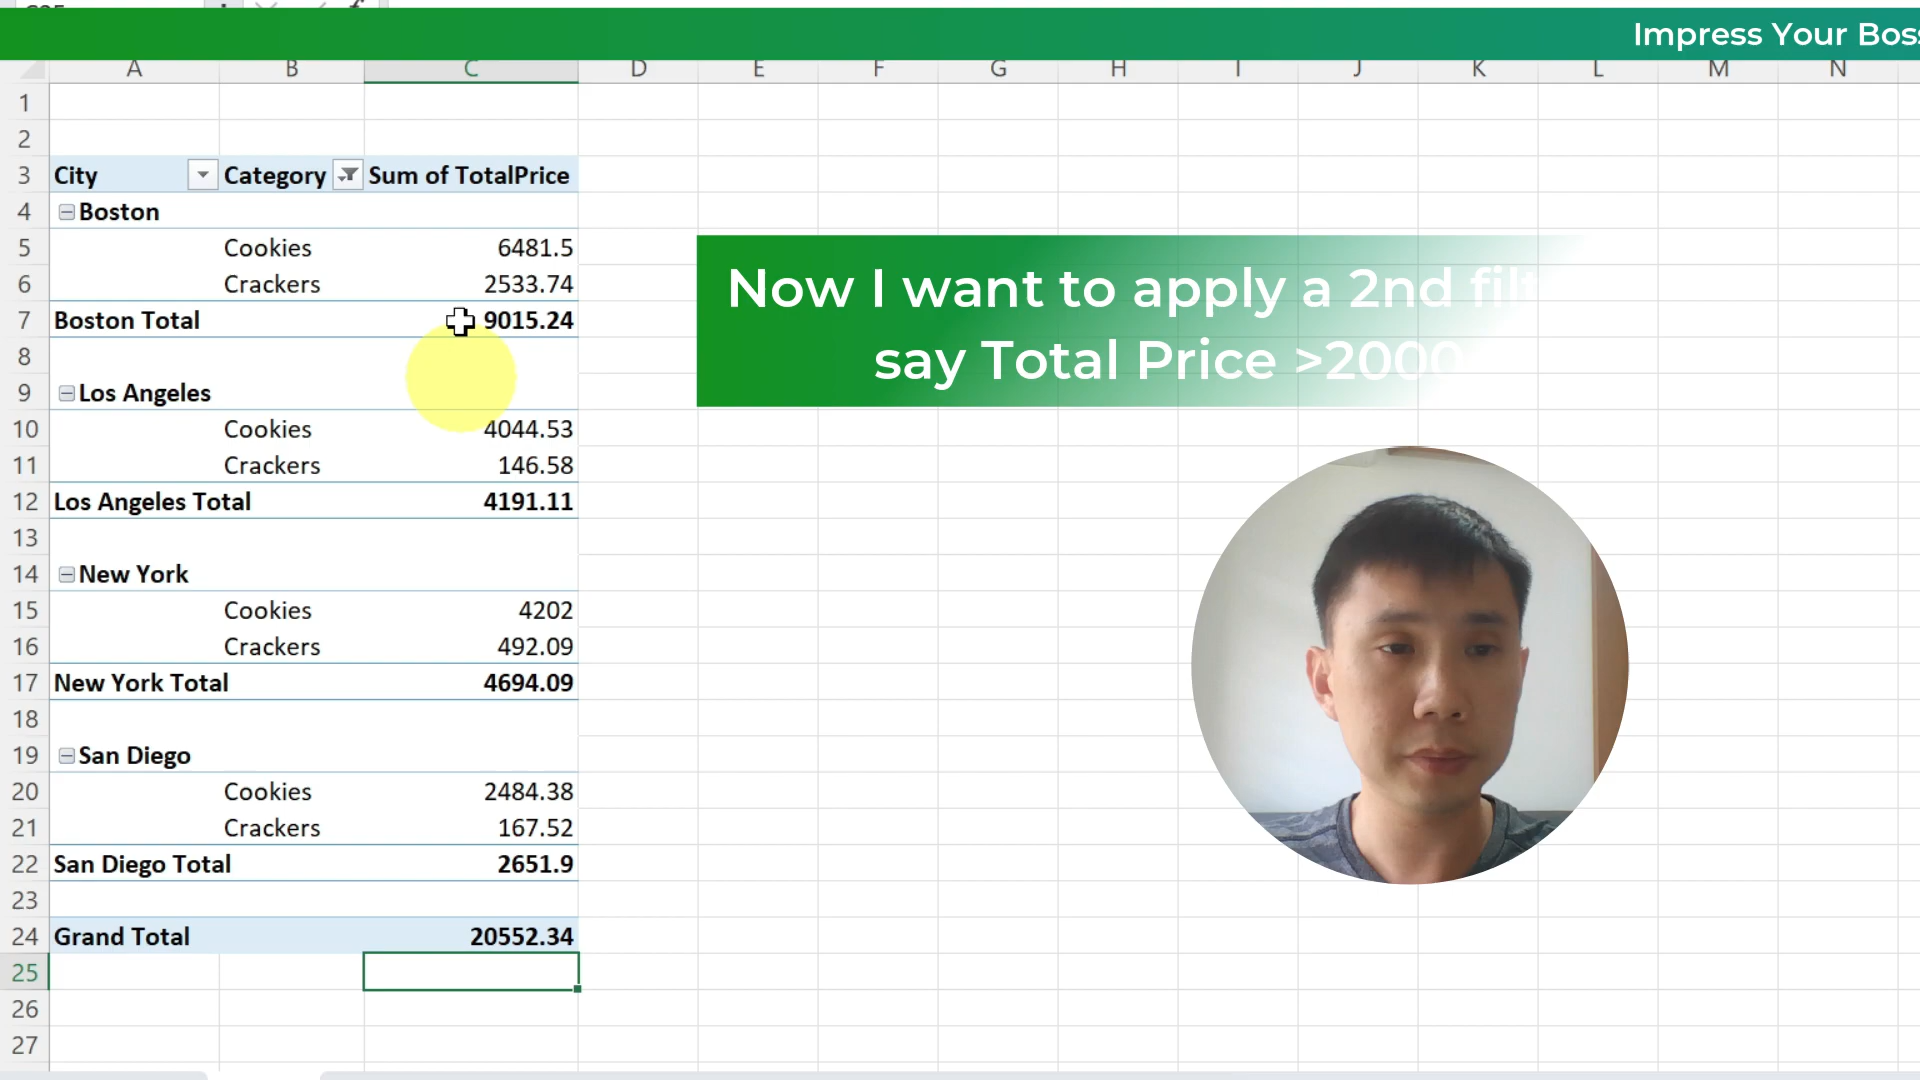 Impress Your Boss
A B C D E F G H I J K L M N
1
2
3 City Category Sum of TotalPrice
4 Boston
5 Cookies 6481.5
6 Crackers 2533.74
7 Boston Total 9015.24
8
9 Los Angeles
10 Cookies 4044.53
11 Crackers 146.58
12 Los Angeles Total 4191.11
13
14 New York
15 Cookies 4202
16 Crackers 492.09
17 New York Total 4694.09
18
19 San Diego
20 Cookies 2484.38
21 Crackers 167.52
22 San Diego Total 2651.9
23
24 Grand Total 20552.34
25
26
27
Now I want to apply a 2nd filt
say Total Price >2000